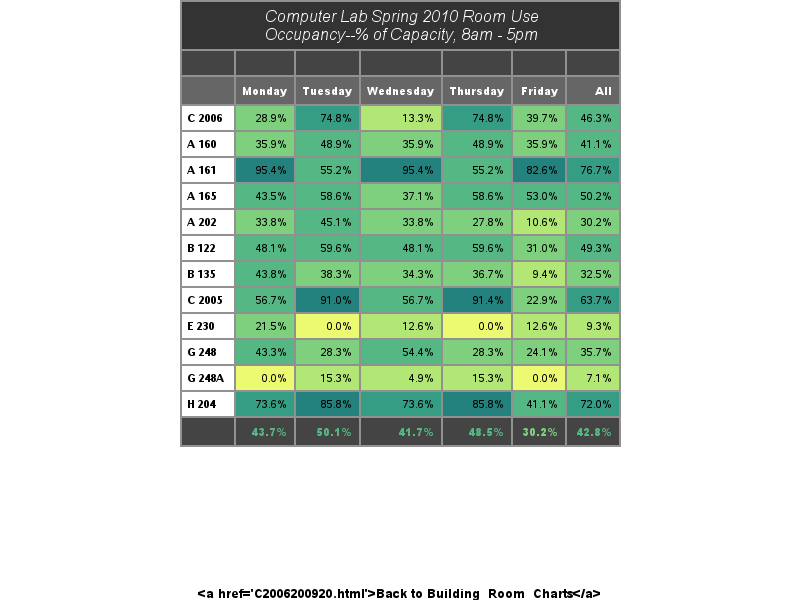 Computer Lab Spring 2010 Room Use
Occupancy--% of Capacity, 8am - 5pm
Monday Tuesday Wednesday Thursday Friday All
C 2006 28.9% 74.8% 13.3% 74.8% 39.7% 46.3%
A 160 35.9% 48.9% 35.9% 48.9% 35.9% 41.1%
A 161 95.4% 55.2% 95.4% 55.2% 82.6% 76.7%
A 165 43.5% 58.6% 37.1% 58.6% 53.0% 50.2%
A 202 33.8% 45.1% 33.8% 27.8% 10.6% 30.2%
B 122 48.1% 59.6% 48.1% 59.6% 31.0% 49.3%
B 135 43.8% 38.3% 34.3% 36.7% 9.4% 32.5%
C 2005 56.7% 91.0% 56.7% 91.4% 22.9% 63.7%
E 230 21.5% 0.0% 12.6% 0.0% 12.6% 9.3%
G 248 43.3% 28.3% 54.4% 28.3% 24.1% 35.7%
G 248A 0.0% 15.3% 4.9% 15.3% 0.0% 7.1%
H 204 73.6% 85.8% 73.6% 85.8% 41.1% 72.0%
43.7% 50.1% 41.7% 48.5% 30.2% 42.8%
<a href='C2006200920.html'>Back to Building_Room_Charts</a>